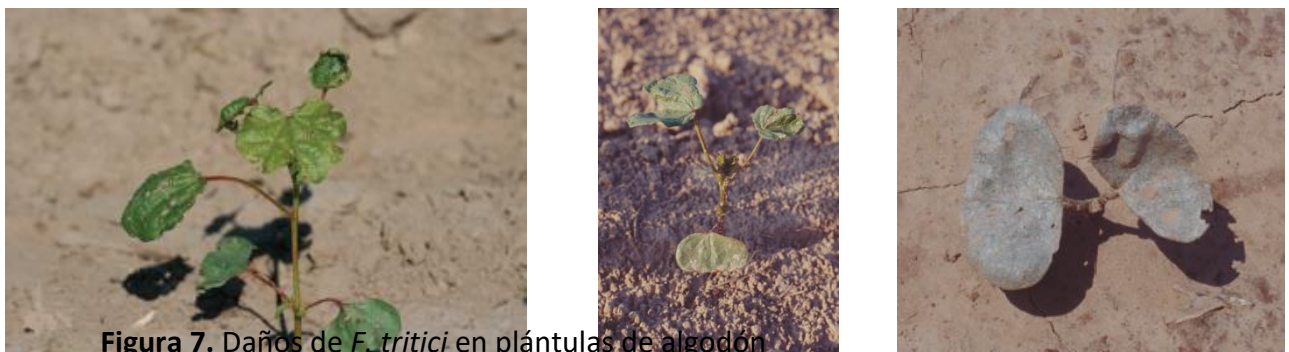 Figura 7. Daños de F. tritici en plántulas de algodón